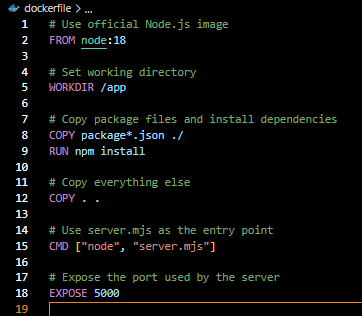 dockerfile > ...
1 # Use official Node.js image
2 FROM node:18
3
4 # Set working directory
5 WORKDIR /app
6
7 # Copy package files and install dependencies
8 COPY package*.json ./
9 RUN npm install
10
11 # Copy everything else
12 COPY . .
13
14 # Use server.mjs as the entry point
15 CMD ["node", "server.mjs"]
16
17 # Expose the port used by the server
18 EXPOSE 5000
19